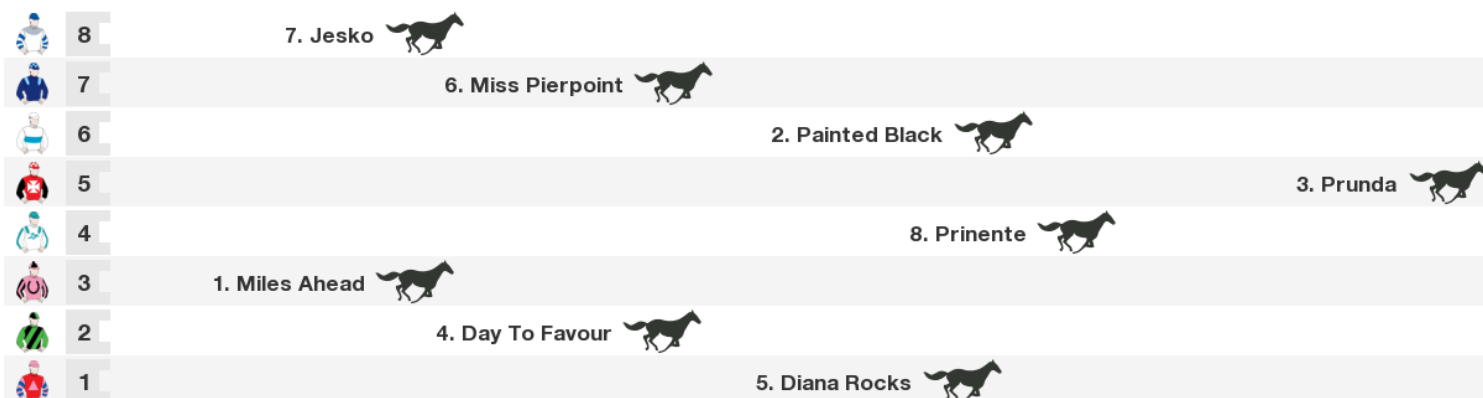 8 7. Jesko
7 6. Miss Pierpoint
6 2. Painted Black
5 3. Prunda
4 8. Prinente
3 1. Miles Ahead
2 4. Day To Favour
1 5. Diana Rocks